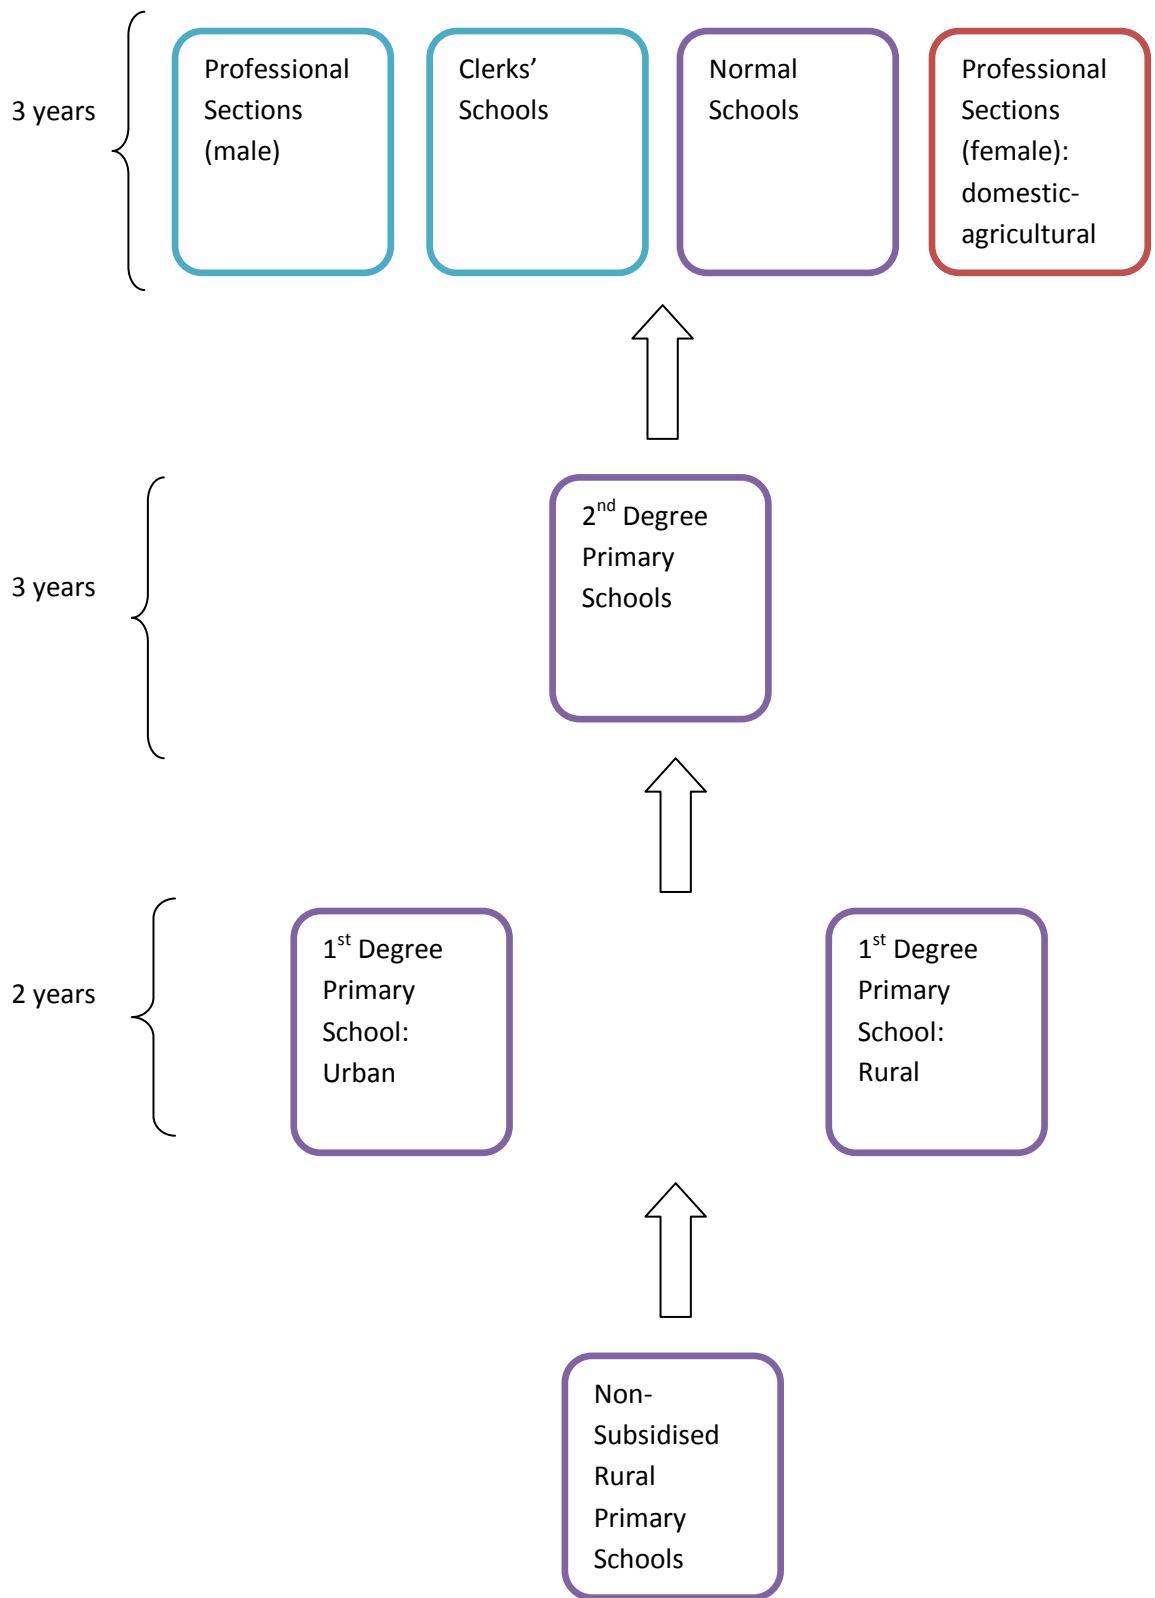 3 years
Professional
Sections
(male)
Clerks’
Schools
Normal
Schools
Professional
Sections
(female):
domestic-
agricultural
3 years
2nd Degree
Primary
Schools
2 years
1st Degree
Primary
School:
Urban
1st Degree
Primary
School:
Rural
Non-
Subsidised
Rural
Primary
Schools